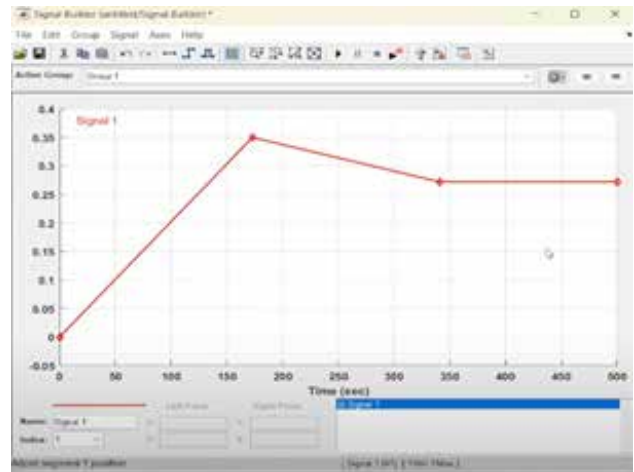 Signal Builder (untitled/Signal Builder) *
File Edit Group Signal Axes Help
Active Group: Group 1
Signal 1
0.4
0.35
0.3
0.25
0.2
0.15
0.1
0.05
0
-0.05
0 50 100 150 200 250 300 350 400 450 500
Time (sec)
Left Point Right Point
Name: Signal 1
Index: 1
Signal 1
Adjust segment Y position